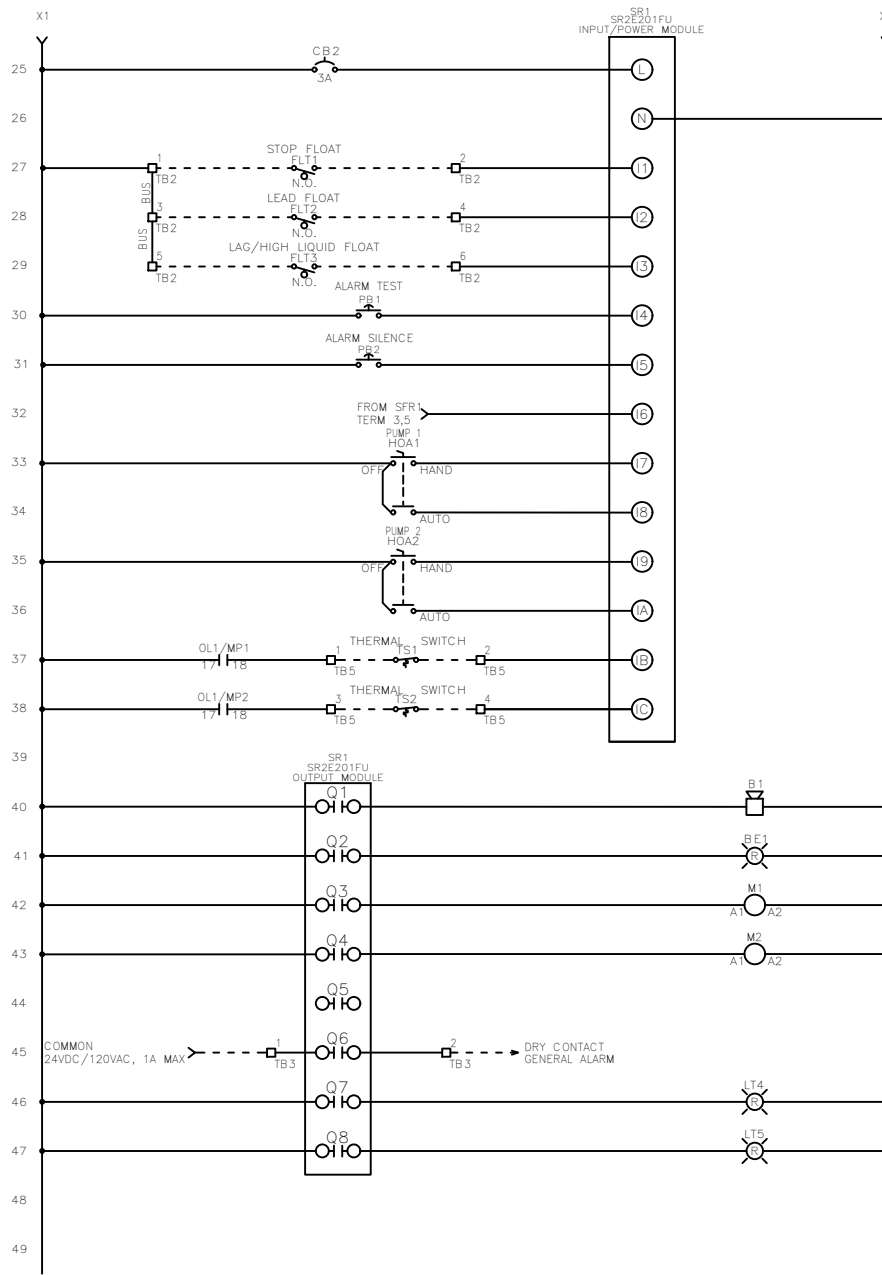 X1
SR1
SR2E201FU
INPUT/POWER MODULE
25
CB2
3A
L
26
N
27
1
TB2
STOP FLOAT
FLT1
N.O.
2
TB2
I1
BUS
28
3
TB2
LEAD FLOAT
FLT2
N.O.
4
TB2
I2
BUS
29
5
TB2
LAG/HIGH LIQUID FLOAT
FLT3
N.O.
6
TB2
I3
30
ALARM TEST
PB1
I4
31
ALARM SILENCE
PB2
I5
32
FROM SFR1
TERM 3,5
I6
33
PUMP 1
HOA1
OFF
HAND
I7
34
AUTO
I8
35
PUMP 2
HOA2
OFF
HAND
I9
36
AUTO
IA
37
OL1/MP1
17 18
1
TB5
THERMAL SWITCH
TS1
2
TB5
IB
38
OL1/MP2
17 18
3
TB5
THERMAL SWITCH
TS2
4
TB5
IC
39
SR1
SR2E201FU
OUTPUT MODULE
40
Q1
B1
41
Q2
BE1
R
42
Q3
M1
A1 A2
43
Q4
M2
A1 A2
44
Q5
45
COMMON
24VDC/120VAC, 1A MAX
1
TB3
Q6
2
TB3
DRY CONTACT
GENERAL ALARM
46
Q7
LT4
R
47
Q8
LT5
R
48
49